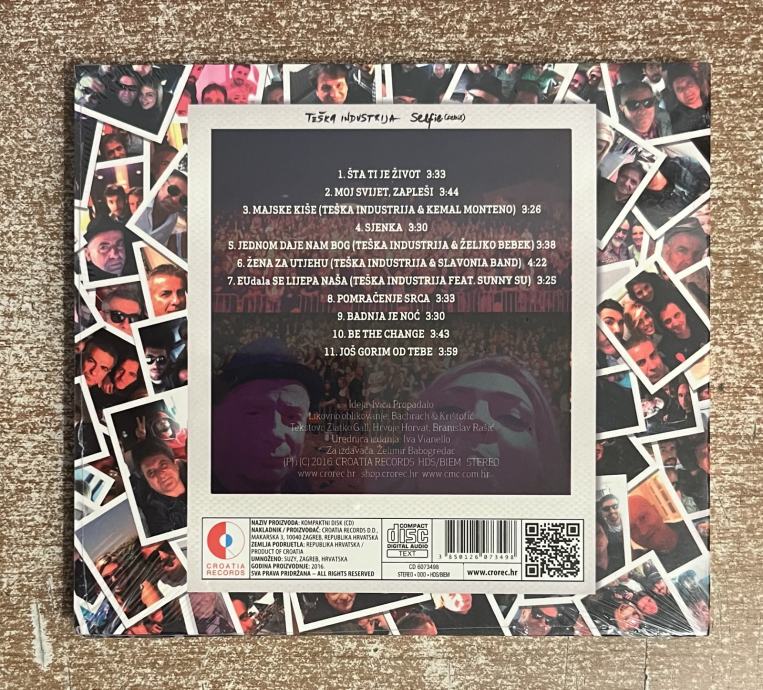 TEŠKA INDUSTRIJA Selfie (sebić)
1. ŠTA TI JE ŽIVOT 3:33
2. MOJ SVIJET, ZAPLEŠI 3:44
3. MAJSKE KIŠE (TEŠKA INDUSTRIJA & KEMAL MONTENO) 3:26
4. SJENKA 3:30
5. JEDNOM DAJE NAM BOG (TEŠKA INDUSTRIJA & ŽELJKO BEBEK) 3:38
6. ŽENA ZA UTJEHU (TEŠKA INDUSTRIJA & SLAVONIA BAND) 4:22
7. EUdala SE LIJEPA NAŠA (TEŠKA INDUSTRIJA FEAT. SUNNY SU) 3:25
8. POMRAČENJE SRCA 3:33
9. BADNJA JE NOĆ 3:30
10. BE THE CHANGE 3:43
11. JOŠ GORIM OD TEBE 3:59
Ideja: Ivica Propadalo
Likovno oblikovanje: Bachrach & Krištofić
Tekstovi: Zlatko Gall, Hrvoje Horvat, Branislav Rašić
Urednica izdanja: Iva Vianello
Za izdavača: Želimir Babogredac
(P) i (C) 2016. CROATIA RECORDS HDS/BIEM STEREO
www.crorec.hr shop.crorec.hr www.cmc.com.hr
CROATIA
RECORDS
NAZIV PROIZVODA: KOMPAKTNI DISK (CD)
NAKLADNIK / PROIZVOĐAČ: CROATIA RECORDS D.D.,
MAKARSKA 3, 10040 ZAGREB, REPUBLIKA HRVATSKA
ZEMLJA PODRIJETLA: REPUBLIKA HRVATSKA /
PRODUCT OF CROATIA
UMNOŽENO: SUZY, ZAGREB, HRVATSKA
GODINA PROIZVODNJE: 2016.
SVA PRAVA PRIDRŽANA – ALL RIGHTS RESERVED
COMPACT
disc
DIGITAL AUDIO
TEXT
CD 6073498
STEREO • DDD • HDS/BIEM
3 850126 073498
www.crorec.hr